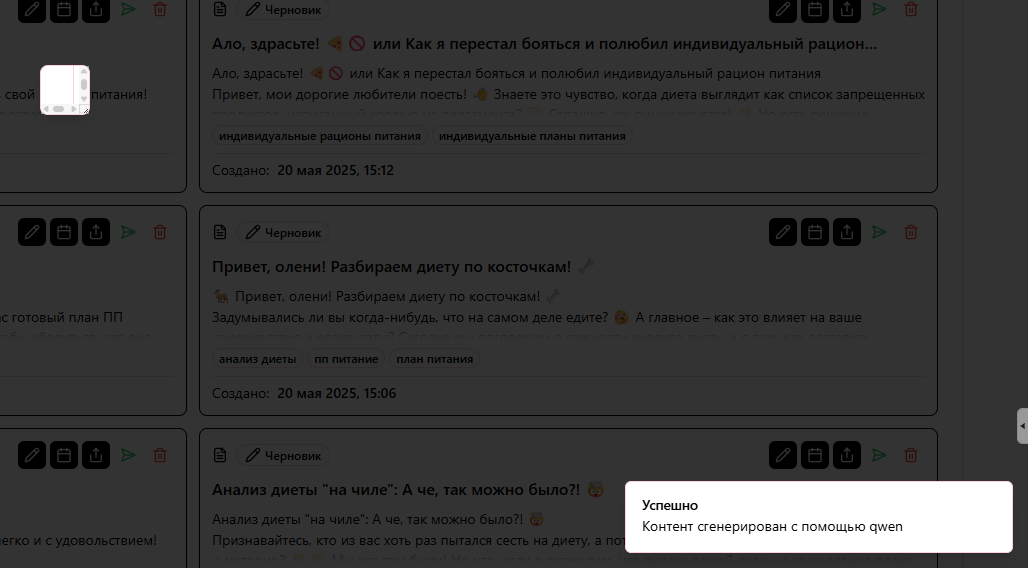 Черновик
Ало, здрасьте! 🍕🚫 или Как я перестал бояться и полюбил индивидуальный рацион...
Ало, здрасьте! 🍕🚫 или Как я перестал бояться и полюбил индивидуальный рацион питания
свой
питания!
Привет, мои дорогие любители поесть! Знаете это чувство, когда диета выглядит как список запрещенных
индивидуальные рационы питания
индивидуальные планы питания
Создано: 20 мая 2025, 15:12
Черновик
Привет, олени! Разбираем диету по косточкам! 🦴
🦌 Привет, олени! Разбираем диету по косточкам! 🦴
ас готовый план ПП
Задумывались ли вы когда-нибудь, что на самом деле едите? А главное – как это влияет на ваше
анализ диеты
пп питание
план питания
Создано: 20 мая 2025, 15:06
Черновик
Анализ диеты "на чиле": А че, так можно было?! 🤯
Анализ диеты "на чиле": А че, так можно было?! 🤯
егко и с удовольствием!
Признавайтесь, кто из вас хоть раз пытался сесть на диету, а
Успешно
Контент сгенерирован с помощью qwen